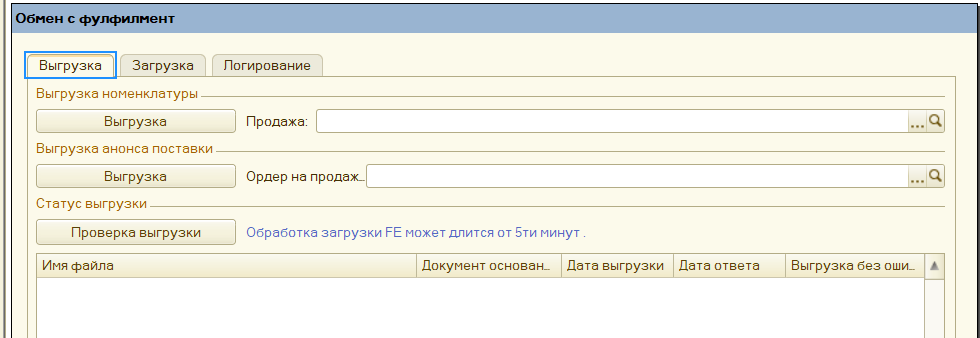 Обмен с фулфилмент
Выгрузка Загрузка Логирование
Выгрузка номенклатуры
Выгрузка Продажа: ...
Выгрузка анонса поставки
Выгрузка Ордер на продаж... ...
Статус выгрузки
Проверка выгрузки Обработка загрузки FE может длится от 5ти минут .
Имя файла Документ основан... Дата выгрузки Дата ответа Выгрузка без оши...